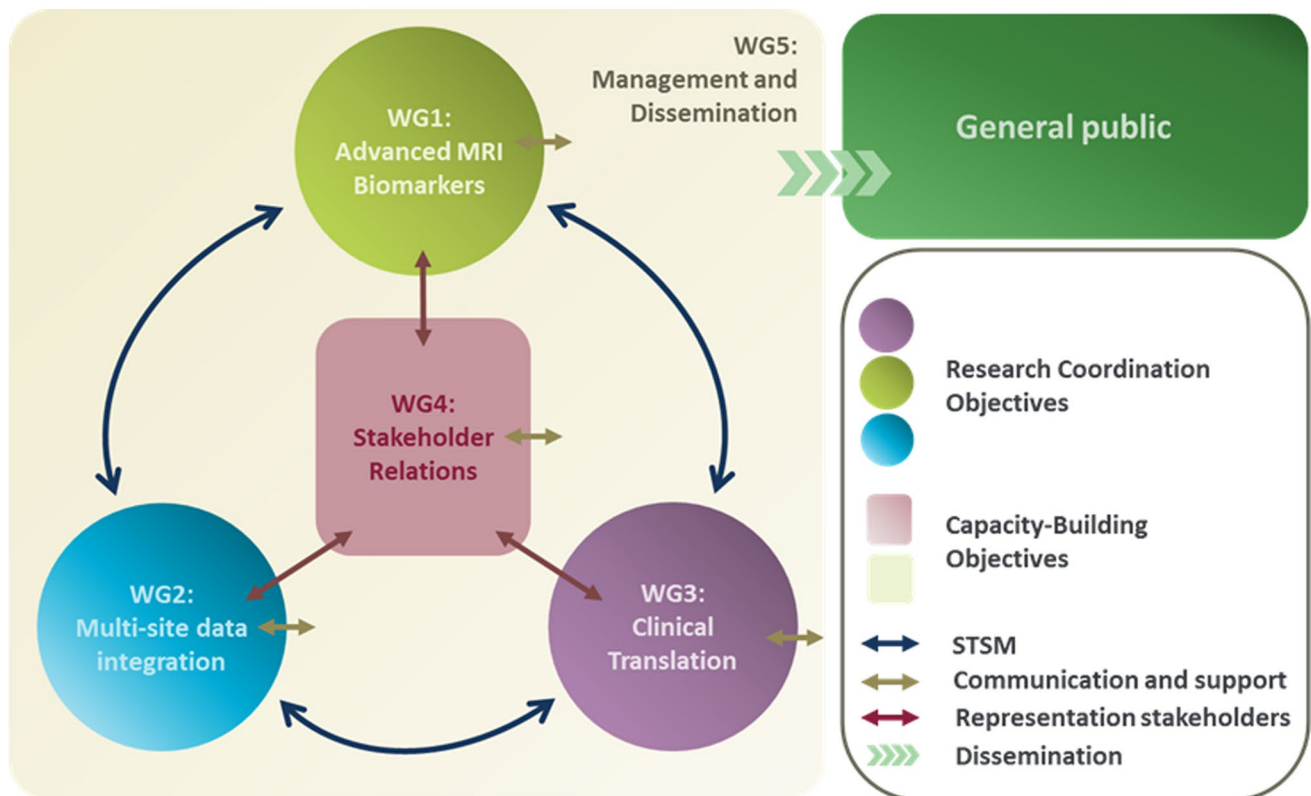 WG5:
Management and
Dissemination
WG1:
Advanced MRI
Biomarkers
WG4:
Stakeholder
Relations
WG2:
Multi-site data
integration
WG3:
Clinical
Translation
General public
Research Coordination
Objectives
Capacity-Building
Objectives
STSM
Communication and support
Representation stakeholders
Dissemination